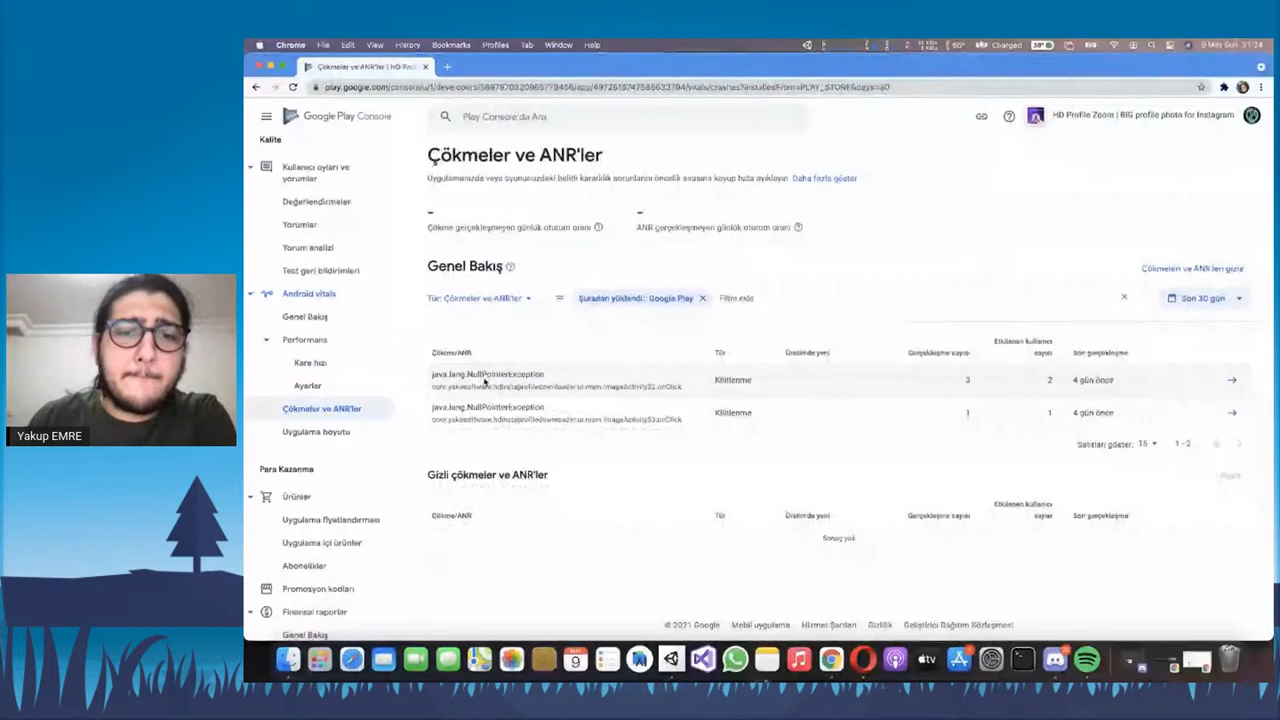 Chrome File Edit View History Bookmarks Profiles Tab Window Help
Charged
Çökmeler ve ANR'ler | HD
Google Play Console
Play Console'da Ara
HD Profile Zoom | BIG profile photo for Instagram
Kalite
Kullanıcı oyları ve
yorumlar
Değerlendirmeler
Yorumlar
Yorum analizi
Test geri bildirimleri
Android vitals
Genel Bakış
Performans
Kare hızı
Ayarlar
Çökmeler ve ANR'ler
Uygulama boyutu
Para Kazanma
Ürünler
Uygulama fiyatlandırması
Uygulama içi ürünler
Abonelikler
Promosyon kodları
Finansal raporlar
Genel Bakış
Çökmeler ve ANR'ler
Uygulamanızda veya oyununuzdaki belirli kararlılık sorunlarını öncelik sırasına koyup hata ayıklayın Daha fazla göster
- -
Çökme gerçekleşmeyen günlük oturum oranı ANR gerçekleşmeyen günlük oturum oranı
Genel Bakış
Çökmeleri ve ANR'leri gizle
Tür: Çökmeler ve ANR'ler Şuradan yüklendi: Google Play Filtre ekle Son 30 gün
Çökme/ANR Tür Üretimde yeni Gerçekleşme sayısı Etkilenen kullanıcı sayısı Son gerçekleşme
java.lang.NullPointerException Kilitlenme 3 2 4 gün önce
java.lang.NullPointerException Kilitlenme 1 1 4 gün önce
Satırları göster: 15 1 - 2
Gizli çökmeler ve ANR'ler
Çökme/ANR Tür Üretimde yeni Gerçekleşme sayısı Etkilenen kullanıcı sayısı Son gerçekleşme
Sonuç yok
© 2021 Google Mobil uygulama Hizmet Şartları Gizlilik Geliştirici Dağıtım Sözleşmesi
Yakup EMRE
9
tv